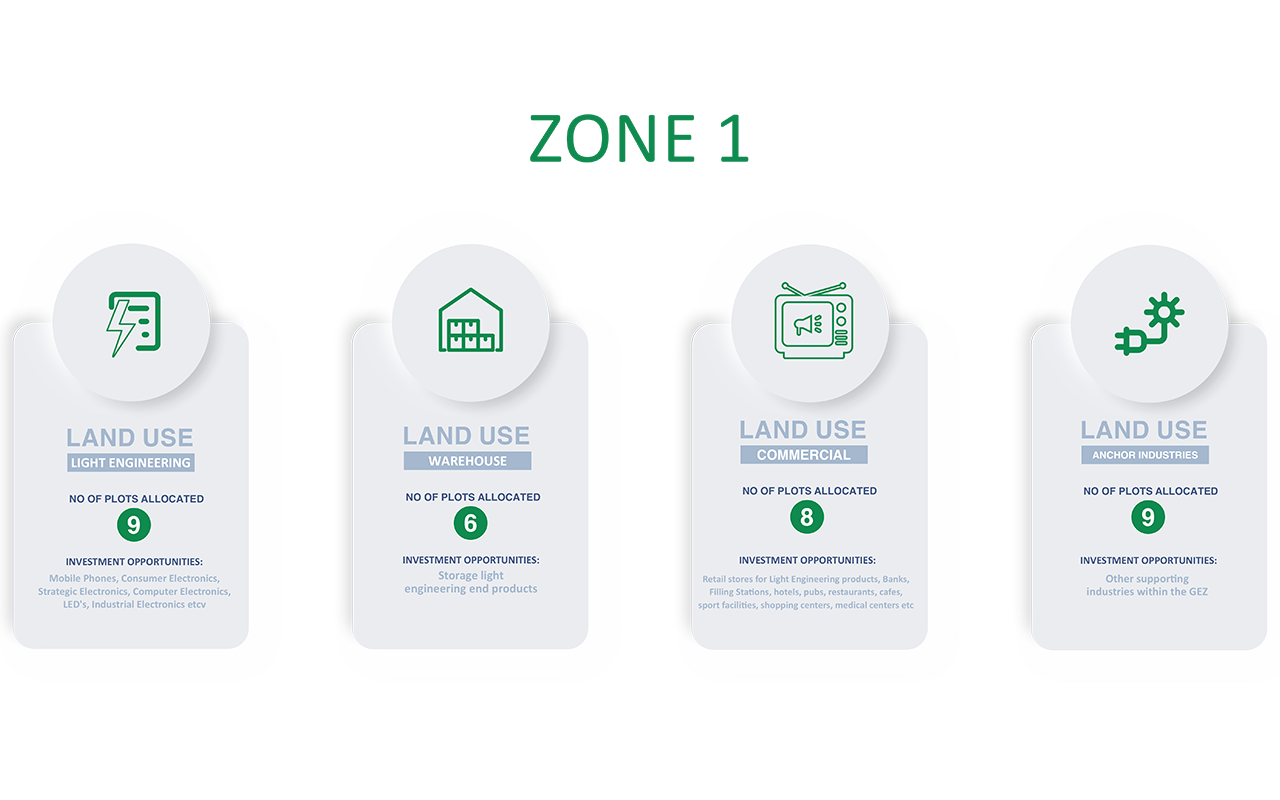 ZONE 1
LAND USE
LIGHT ENGINEERING
NO OF PLOTS ALLOCATED
9
INVESTMENT OPPORTUNITIES:
Mobile Phones, Consumer Electronics,
Strategic Electronics, Computer Electronics,
LED's, Industrial Electronics etcv
LAND USE
WAREHOUSE
NO OF PLOTS ALLOCATED
6
INVESTMENT OPPORTUNITIES:
Storage light
engineering end products
LAND USE
COMMERCIAL
NO OF PLOTS ALLOCATED
8
INVESTMENT OPPORTUNITIES:
Retail stores for Light Engineering products, Banks,
Filling Stations, hotels, pubs, restaurants, cafes,
sport facilities, shopping centers, medical centers etc
LAND USE
ANCHOR INDUSTRIES
NO OF PLOTS ALLOCATED
9
INVESTMENT OPPORTUNITIES:
Other supporting
industries within the GEZ